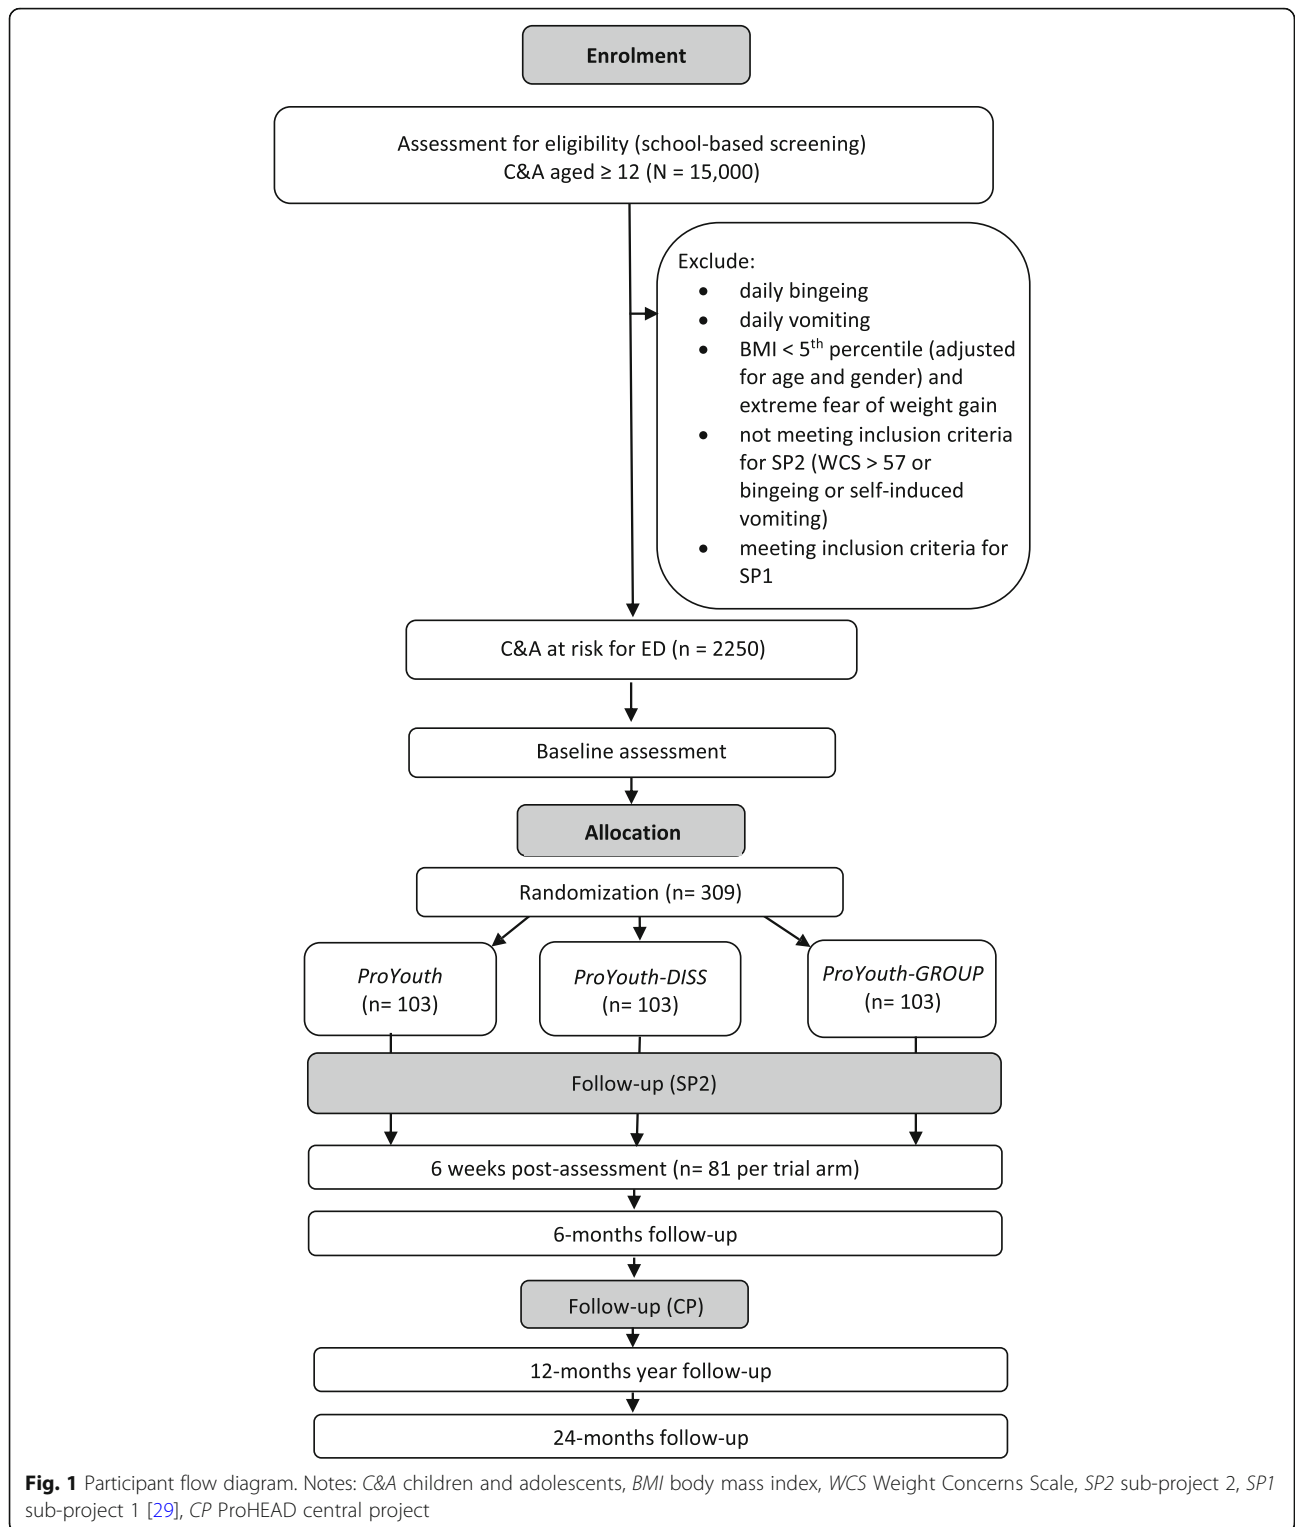 Enrolment
Assessment for eligibility (school-based screening)
C&A aged ≥ 12 (N = 15,000)
Exclude:
• daily bingeing
• daily vomiting
• BMI < 5th percentile (adjusted
for age and gender) and
extreme fear of weight gain
• not meeting inclusion criteria
for SP2 (WCS > 57 or
bingeing or self-induced
vomiting)
• meeting inclusion criteria for
SP1
C&A at risk for ED (n = 2250)
Baseline assessment
Allocation
Randomization (n= 309)
ProYouth
(n= 103)
ProYouth-DISS
(n= 103)
ProYouth-GROUP
(n= 103)
Follow-up (SP2)
6 weeks post-assessment (n= 81 per trial arm)
6-months follow-up
Follow-up (CP)
12-months year follow-up
24-months follow-up
Fig. 1 Participant flow diagram. Notes: C&A children and adolescents, BMI body mass index, WCS Weight Concerns Scale, SP2 sub-project 2, SP1
sub-project 1 [29], CP ProHEAD central project